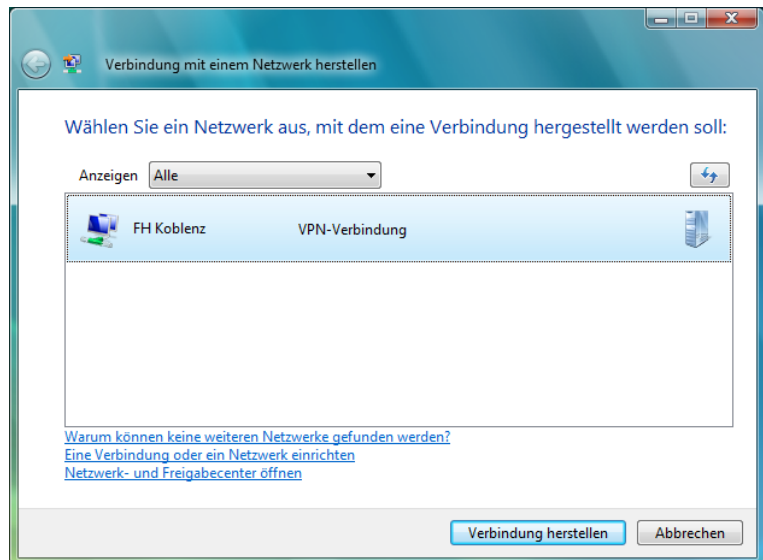 Verbindung mit einem Netzwerk herstellen
Wählen Sie ein Netzwerk aus, mit dem eine Verbindung hergestellt werden soll:
Anzeigen Alle
FH Koblenz VPN-Verbindung
Warum können keine weiteren Netzwerke gefunden werden?
Eine Verbindung oder ein Netzwerk einrichten
Netzwerk- und Freigabecenter öffnen
Verbindung herstellen Abbrechen